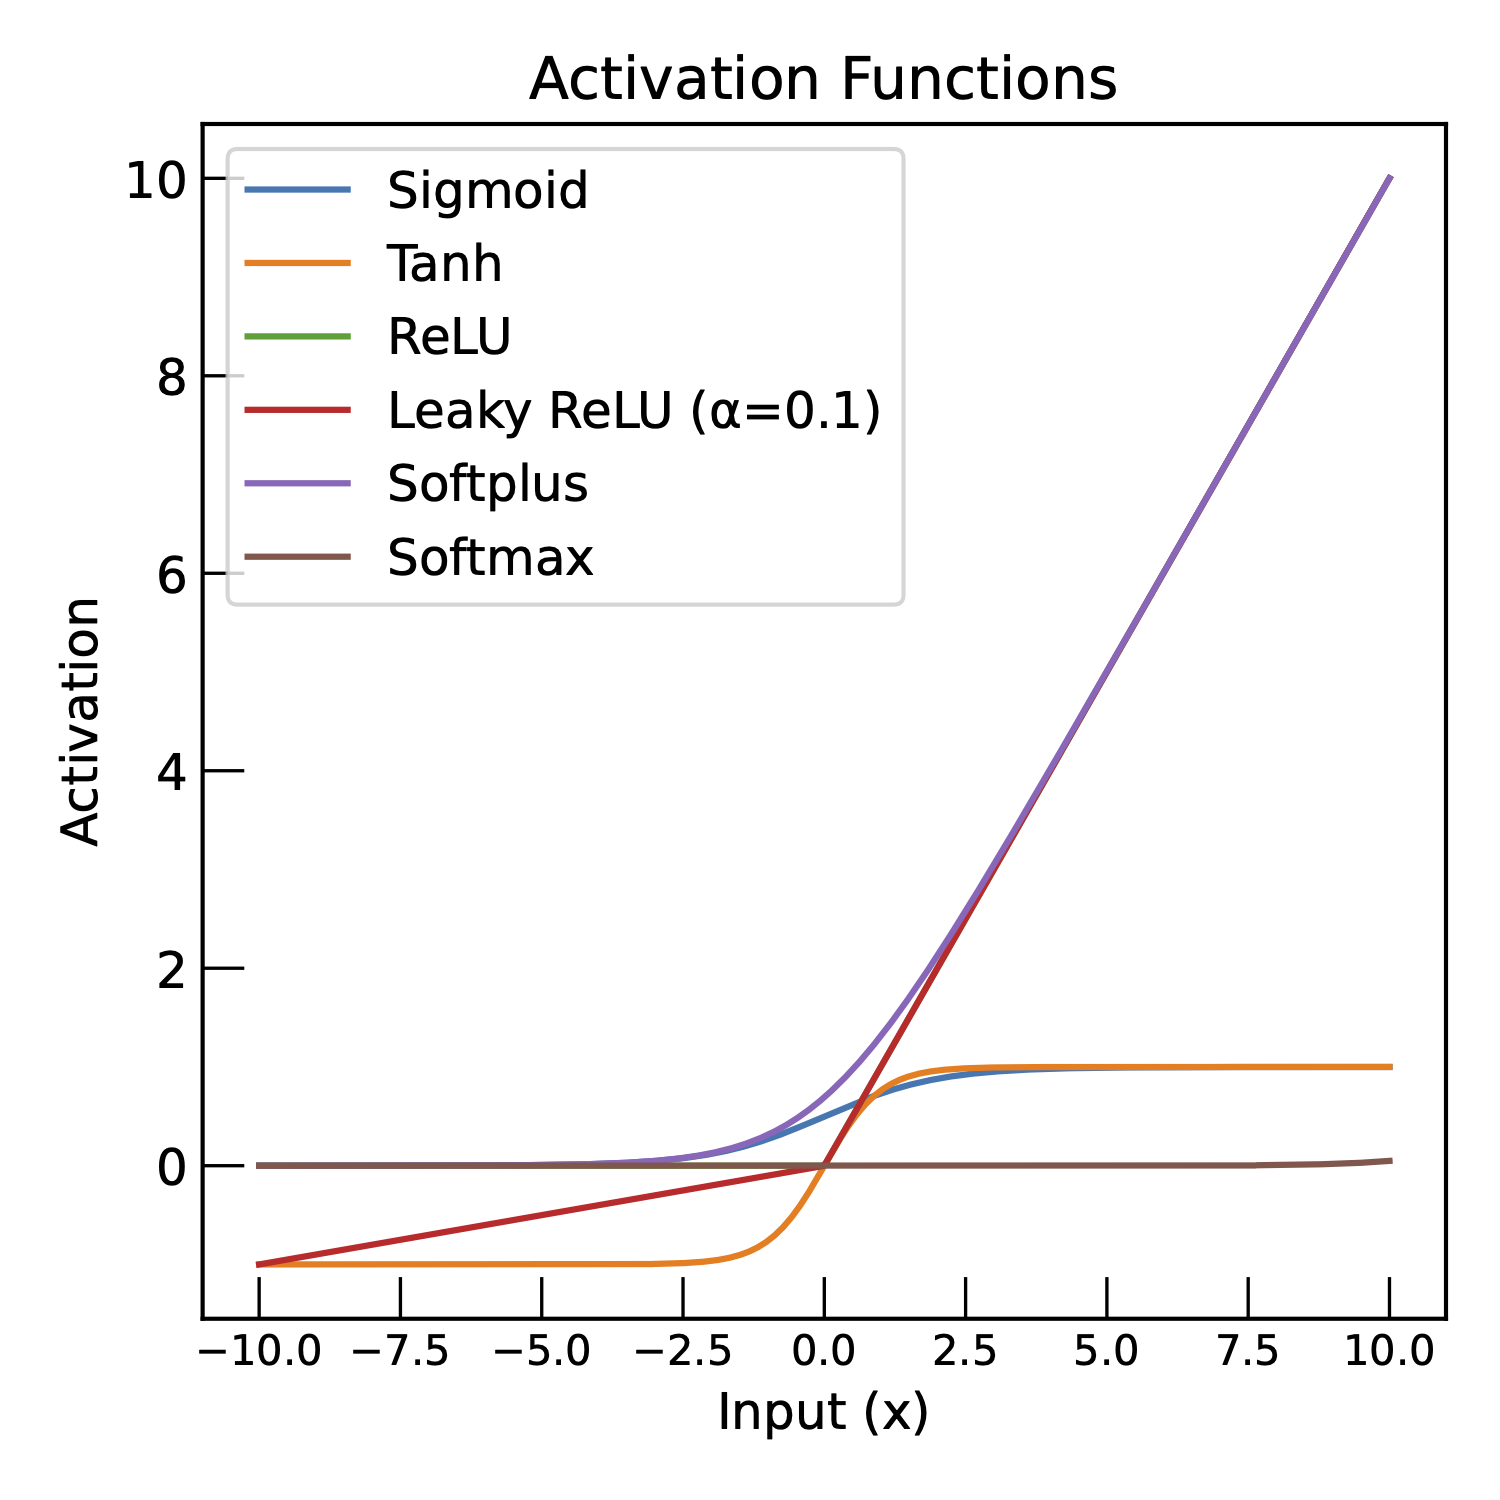 Activation Functions
10
8
6
4
2
0
Activation
Sigmoid
Tanh
ReLU
Leaky ReLU (α=0.1)
Softplus
Softmax
−10.0 −7.5 −5.0 −2.5 0.0 2.5 5.0 7.5 10.0
Input (x)